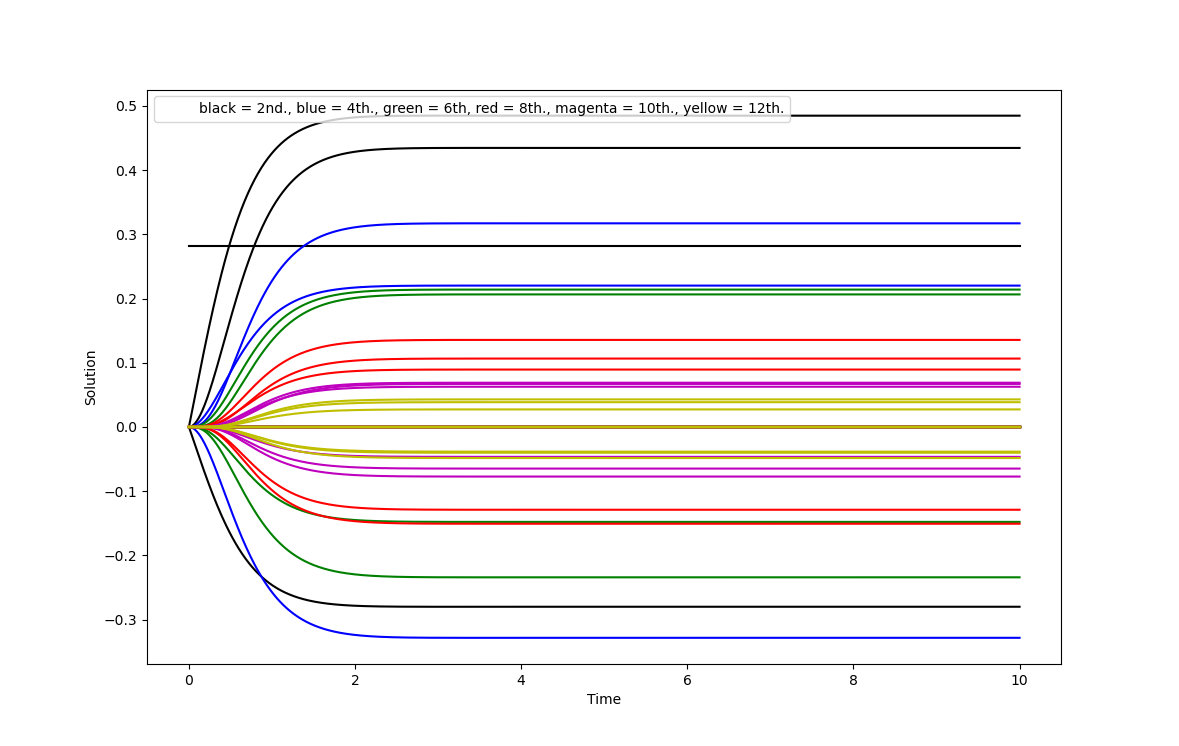 black = 2nd., blue = 4th., green = 6th, red = 8th., magenta = 10th., yellow = 12th.
0.5
0.4
0.3
0.2
0.1
0.0
−0.1
−0.2
−0.3
Solution
0 2 4 6 8 10
Time